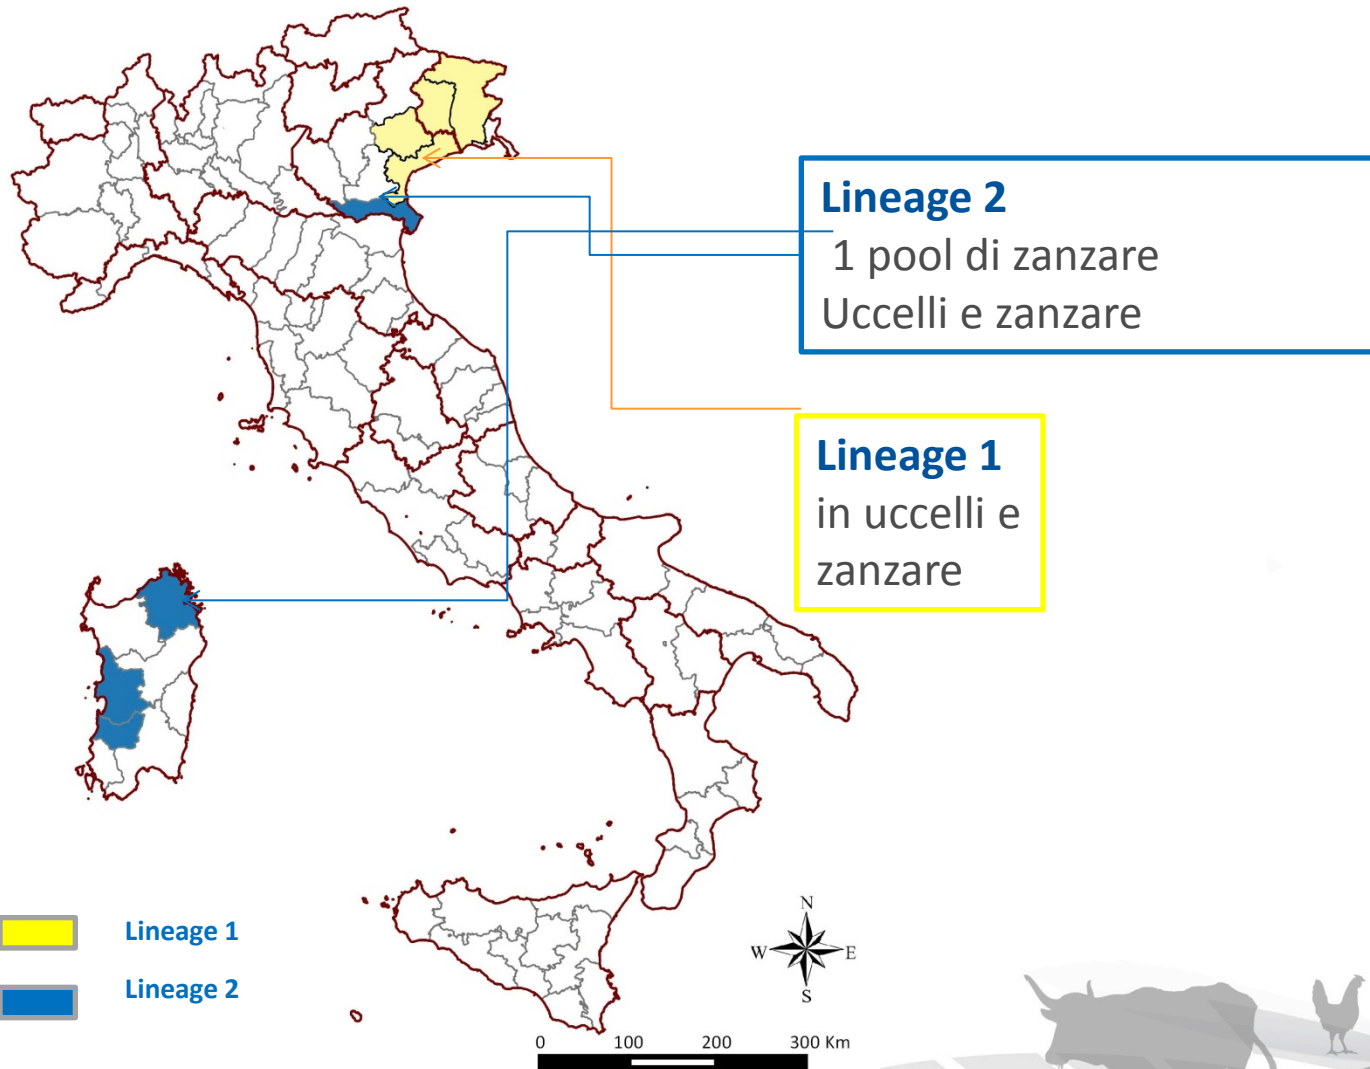 Lineage 2
1 pool di zanzare
Uccelli e zanzare
Lineage 1
in uccelli e
zanzare
Lineage 1
Lineage 2
N
W E
S
0 100 200 300 Km